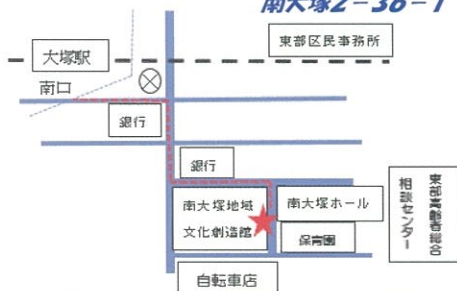 南大塚2-36-1
大塚駅
東部区民事務所
南口
銀行
銀行
南大塚地域
文化創造館
南大塚ホール
保育園
東部高齢者総合
相談センター
自転車店